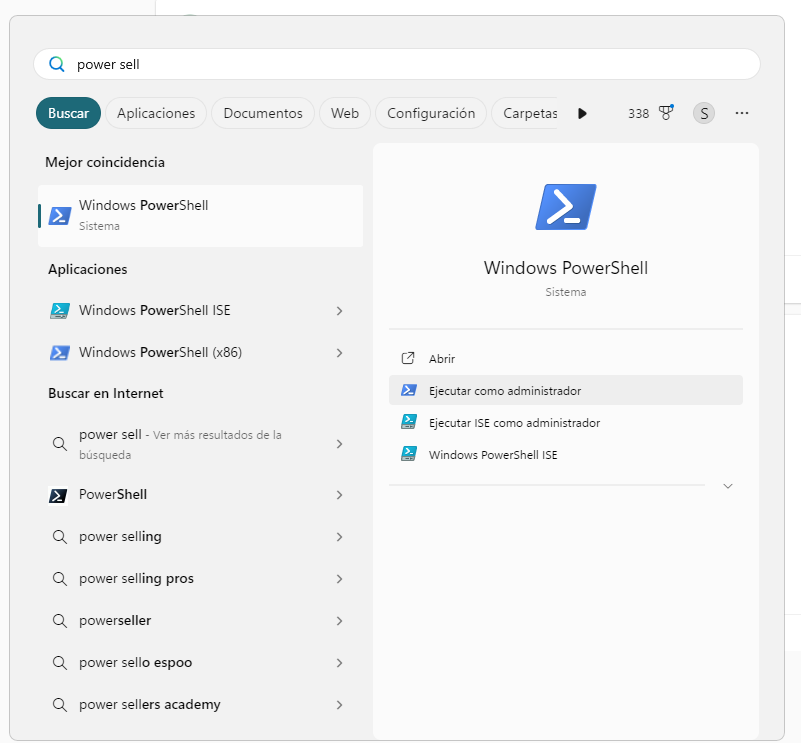 power sell
Buscar
Aplicaciones
Documentos
Web
Configuración
Carpetas
338
S
Mejor coincidencia
Windows PowerShell
Sistema
Aplicaciones
Windows PowerShell ISE
Windows PowerShell (x86)
Buscar en Internet
power sell - Ver más resultados de la
búsqueda
PowerShell
power selling
power selling pros
powerseller
power sello espoo
power sellers academy
Windows PowerShell
Sistema
Abrir
Ejecutar como administrador
Ejecutar ISE como administrador
Windows PowerShell ISE